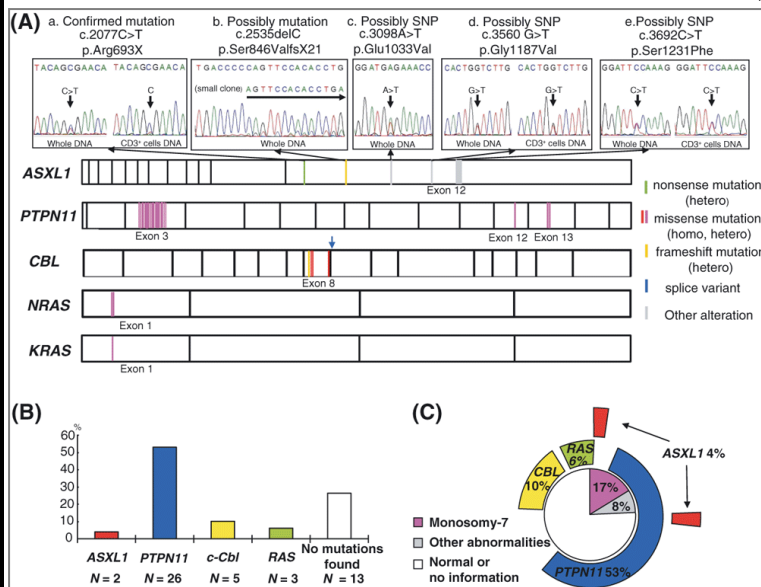 (A)
a. Confirmed mutation
c.2077C>T
p.Arg693X
b. Possibly mutation
c.2535delC
p.Ser846ValfsX21
c. Possibly SNP
c.3098A>T
p.Glu1033Val
d. Possibly SNP
c.3560 G>T
p.Gly1187Val
e.Possibly SNP
c.3692C>T
p.Ser1231Phe
TACAGCGAACA TACAGCGAACA
C>T C
Whole DNA CD3+ cells DNA
TGACCCCCAGTTCCACACCTG
(small clone) AGTTCCACACCTGA
Whole DNA
GGATGAGAAACC
A>T
Whole DNA
CACTGGTCTTG CACTGGTCTTG
G>T G>T
Whole DNA CD3+ cells DNA
GGATTCCAAAG GGATTCCAAAG
C>T C>T
Whole DNA CD3+ cells DNA
ASXL1
Exon 12
PTPN11
Exon 3 Exon 12 Exon 13
CBL
Exon 8
NRAS
Exon 1
KRAS
Exon 1
nonsense mutation
(hetero)
missense mutation
(homo, hetero)
frameshift mutation
(hetero)
splice variant
Other alteration
(B)
%
60
50
40
30
20
10
0
ASXL1 PTPN11 c-Cbl RAS No mutations
found
N = 2 N = 26 N = 5 N = 3 N = 13
(C)
RAS
6%
CBL
10%
17%
8%
PTPN11 53%
ASXL1 4%
Monosomy-7
Other abnormalities
Normal or
no information